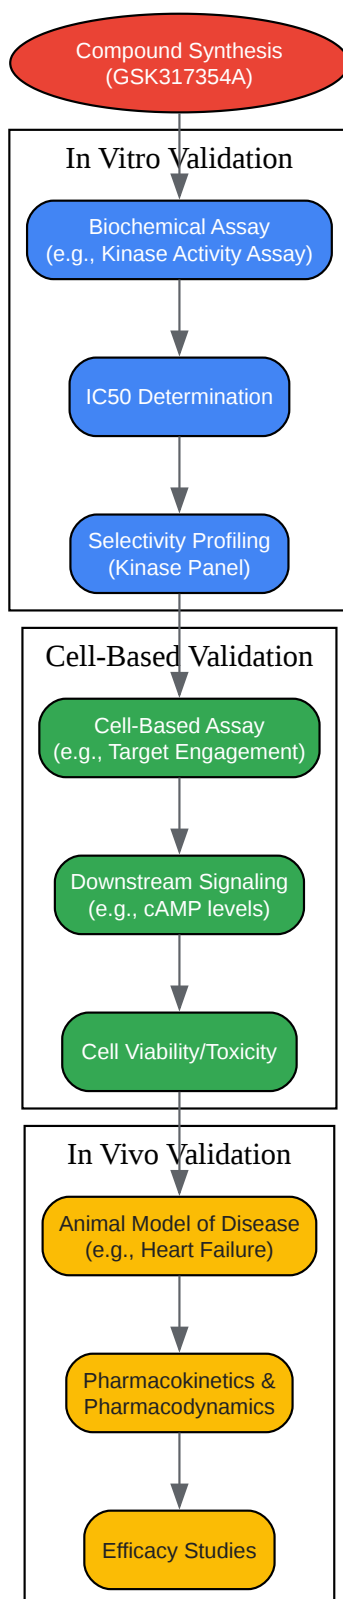 Compound Synthesis
(GSK317354A)
In Vitro Validation
Biochemical Assay
(e.g., Kinase Activity Assay)
IC50 Determination
Selectivity Profiling
(Kinase Panel)
Cell-Based Validation
Cell-Based Assay
(e.g., Target Engagement)
Downstream Signaling
(e.g., cAMP levels)
Cell Viability/Toxicity
In Vivo Validation
Animal Model of Disease
(e.g., Heart Failure)
Pharmacokinetics &
Pharmacodynamics
Efficacy Studies